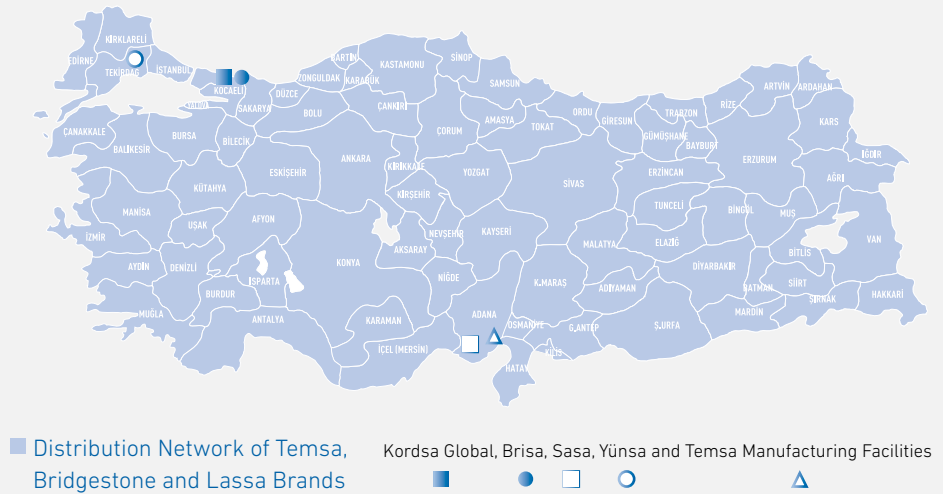 KIRKLARELİ
EDİRNE
TEKİRDAĞ
İSTANBUL
KOCAELİ
YALOVA
SAKARYA
DÜZCE
ZONGULDAK
BARTIN
KARABÜK
KASTAMONU
SİNOP
SAMSUN
BOLU
ÇANKIRI
ÇORUM
AMASYA
TOKAT
ORDU
GİRESUN
TRABZON
GÜMÜŞHANE
BAYBURT
RİZE
ARTVİN
ARDAHAN
KARS
IĞDIR
ÇANAKKALE
BALIKESİR
BURSA
BİLECİK
ESKİŞEHİR
ANKARA
KIRIKKALE
KIRŞEHİR
YOZGAT
SİVAS
ERZİNCAN
ERZURUM
AĞRI
KÜTAHYA
MANİSA
UŞAK
AFYON
İZMİR
AYDIN
DENİZLİ
ISPARTA
BURDUR
MUĞLA
ANTALYA
KONYA
AKSARAY
NEVŞEHİR
KAYSERİ
NİĞDE
KARAMAN
İÇEL (MERSİN)
ADANA
OSMANİYE
HATAY
K.MARAŞ
G.ANTEP
KİLİS
MALATYA
ADIYAMAN
Ş.URFA
TUNCELİ
ELAZIĞ
BİNGÖL
MUŞ
DİYARBAKIR
BATMAN
MARDİN
BİTLİS
SİİRT
ŞIRNAK
VAN
HAKKARİ
Distribution Network of Temsa,
Bridgestone and Lassa Brands
Kordsa Global, Brisa, Sasa, Yünsa and Temsa Manufacturing Facilities